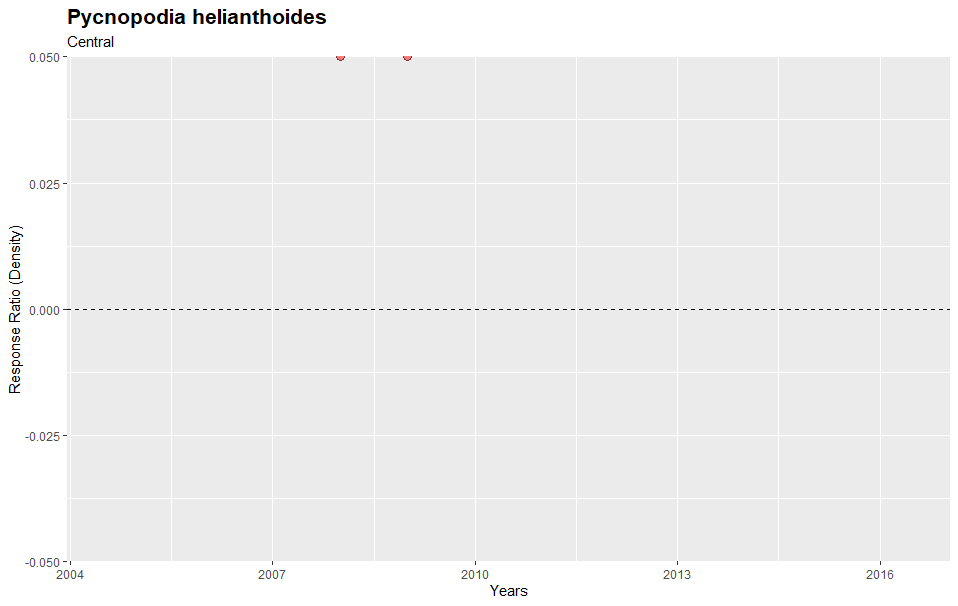 Pycnopodia helianthoides
Central
0.050
0.025
0.000
-0.025
-0.050
Response Ratio (Density)
2004 2007 2010 2013 2016
Years